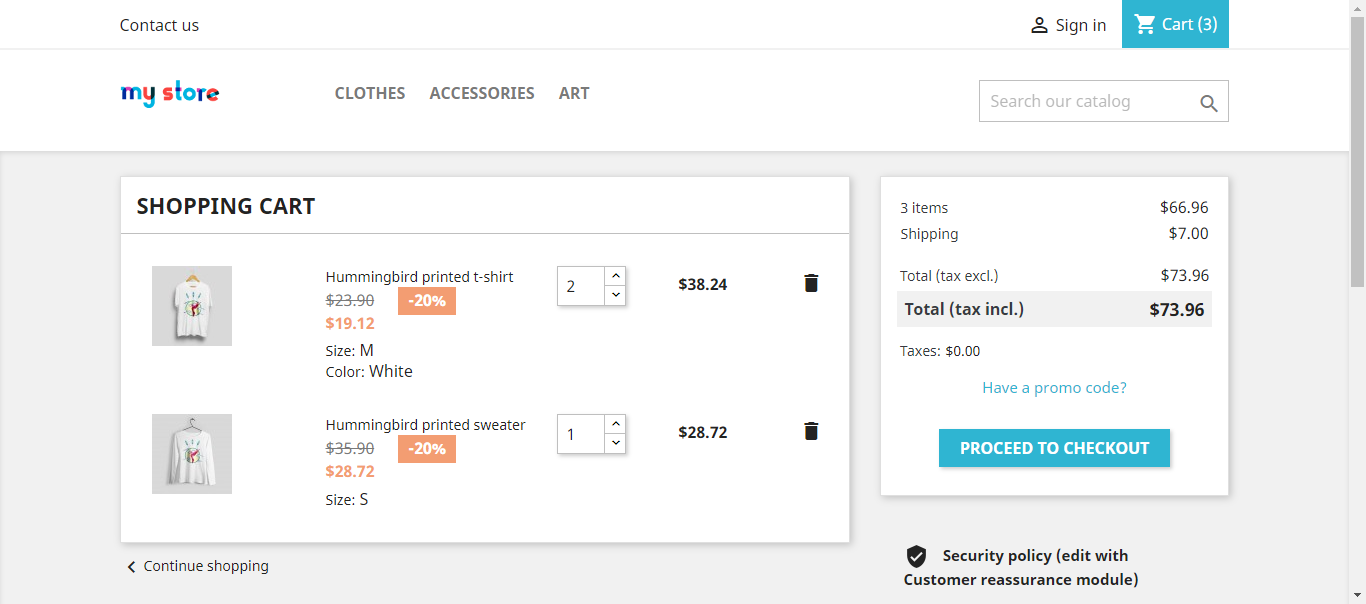 Contact us
Sign in
Cart (3)
my store
CLOTHES ACCESSORIES ART
Search our catalog
SHOPPING CART
Hummingbird printed t-shirt
$23.90 -20%
$19.12
Size: M
Color: White
2
$38.24
Hummingbird printed sweater
$35.90 -20%
$28.72
Size: S
1
$28.72
Continue shopping
3 items $66.96
Shipping $7.00
Total (tax excl.) $73.96
Total (tax incl.) $73.96
Taxes: $0.00
Have a promo code?
PROCEED TO CHECKOUT
Security policy (edit with
Customer reassurance module)